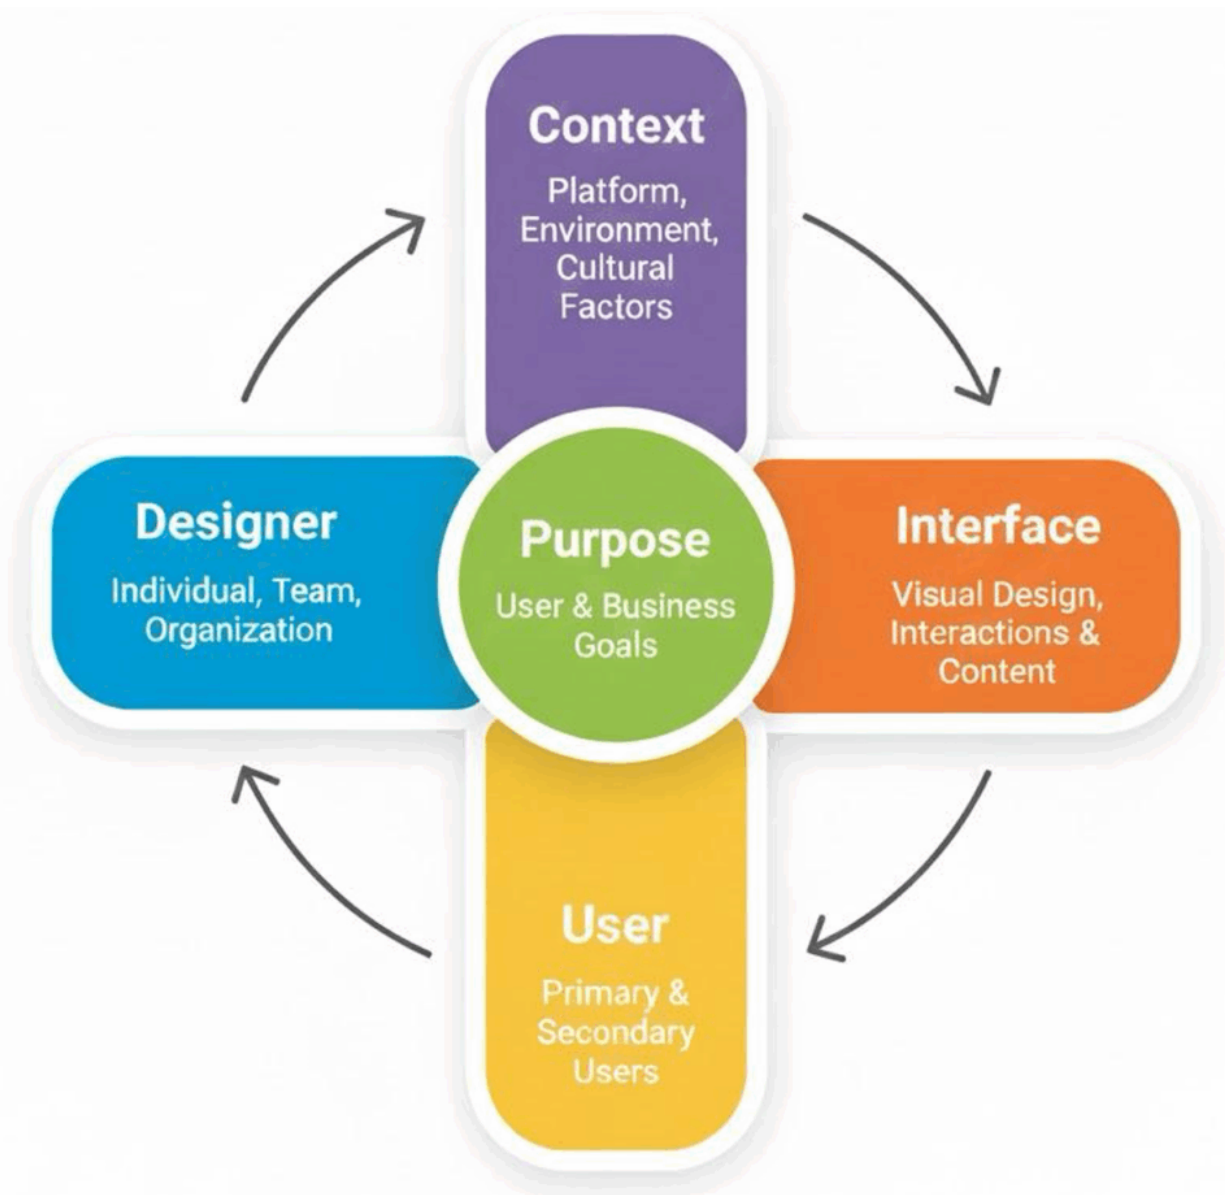 Context
Platform,
Environment,
Cultural
Factors
Designer
Individual, Team,
Organization
Purpose
User & Business
Goals
Interface
Visual Design,
Interactions &
Content
User
Primary &
Secondary
Users